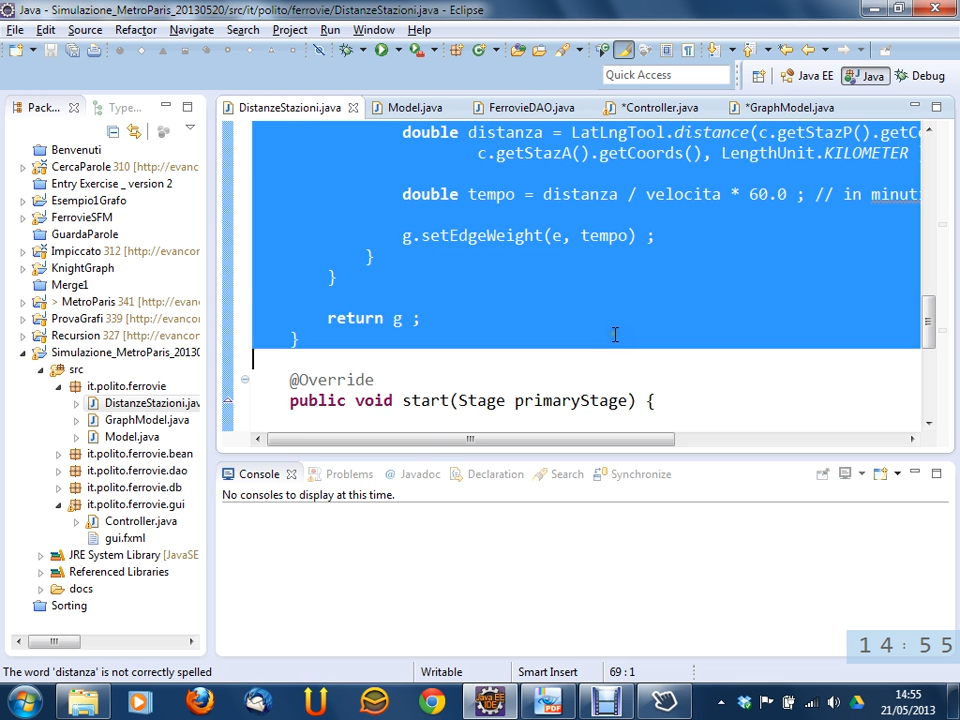 Java - Simulazione_MetroParis_20130520/src/it/polito/ferrovie/DistanzeStazioni.java - Eclipse
File Edit Source Refactor Navigate Search Project Run Window Help
Quick Access
Java EE
Java
Debug
Pack...
Type...
DistanzeStazioni.java
Model.java
FerrovieDAO.java
*Controller.java
*GraphModel.java
Benvenuti
CercaParole 310 [http://evanc
Entry Exercise _ version 2
Esempio1Grafo
FerrovieSFM
GuardaParole
Impiccato 312 [http://evancor
KnightGraph
Merge1
> MetroParis 341 [http://evanc
ProvaGrafi 339 [http://evanco
Recursion 327 [http://evancor
Simulazione_MetroParis_2013
src
it.polito.ferrovie
DistanzeStazioni.jav
GraphModel.java
Model.java
it.polito.ferrovie.bean
it.polito.ferrovie.dao
it.polito.ferrovie.db
it.polito.ferrovie.gui
Controller.java
gui.fxml
JRE System Library [JavaSE
Referenced Libraries
docs
Sorting
double distanza = LatLngTool.distance(c.getStazP().getCo
c.getStazA().getCoords(), LengthUnit.KILOMETER )
double tempo = distanza / velocita * 60.0 ; // in minuti
g.setEdgeWeight(e, tempo) ;
}
}
return g ;
}
@Override
public void start(Stage primaryStage) {
Console
Problems
@ Javadoc
Declaration
Search
Synchronize
No consoles to display at this time.
14:55
The word 'distanza' is not correctly spelled
Writable
Smart Insert
69 : 1
Java EE
IDE
PDF
14:55
21/05/2013